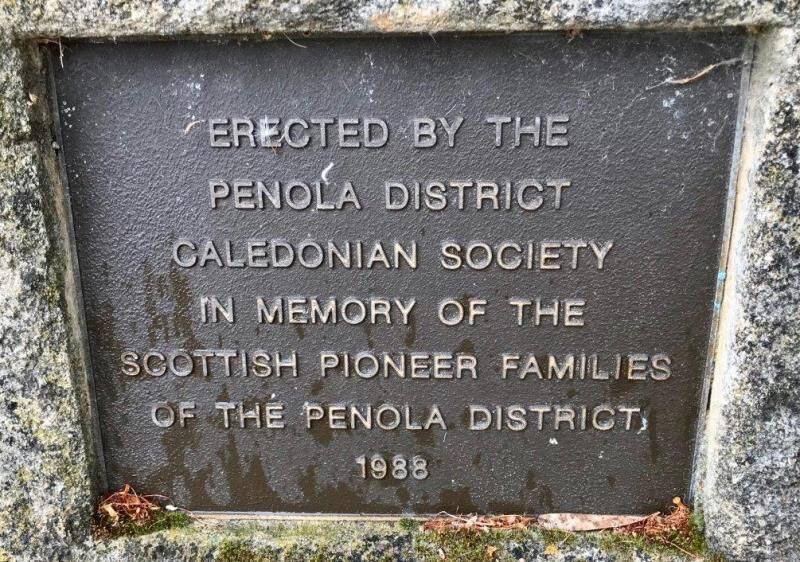 ERECTED BY THE
PENOLA DISTRICT
CALEDONIAN SOCIETY
IN MEMORY OF THE
SCOTTISH PIONEER FAMILIES
OF THE PENOLA DISTRICT,
1988